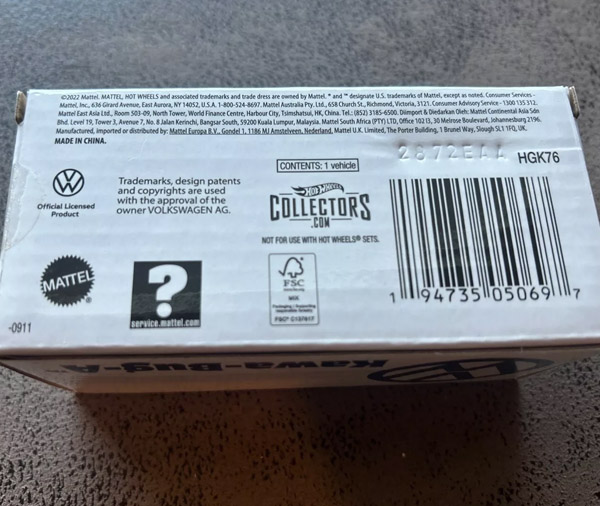 ©2022 Mattel. MATTEL, HOT WHEELS and associated trademarks and trade dress are owned by Mattel. ® and ™ designate U.S. trademarks of Mattel, except as noted. Consumer Services -
Mattel, Inc., 636 Girard Avenue, East Aurora, NY 14052, U.S.A. 1-800-524-8697. Mattel Australia Pty. Ltd., 658 Church St., Richmond, Victoria, 3121. Consumer Advisory Service - 1300 135 312.
Mattel East Asia Ltd., Room 503-09, North Tower, World Finance Centre, Harbour City, Tsimshatsui, HK, China. Tel.: (852) 3185-6500. Diimport & Diedarkan Oleh: Mattel Continental Asia Sdn
Bhd. Level 19, Tower 3, Avenue 7, No. 8 Jalan Kerinchi, Bangsar South, 59200 Kuala Lumpur, Malaysia. Mattel South Africa (PTY) LTD, Office 102 I3, 30 Melrose Boulevard, Johannesburg 2196.
Manufactured, imported or distributed by: Mattel Europa B.V., Gondel 1, 1186 MJ Amstelveen, Nederland. Mattel U.K. Limited, The Porter Building, 1 Brunel Way, Slough SL1 1FQ, UK.
MADE IN CHINA.
HGK76
CONTENTS: 1 vehicle
Official Licensed
Product
Trademarks, design patents
and copyrights are used
with the approval of the
owner VOLKSWAGEN AG.
HOT WHEELS
COLLECTORS
.COM
NOT FOR USE WITH HOT WHEELS® SETS.
MATTEL®
?
service.mattel.com
FSC
MIX
1 94735 05069 7
-0911
Kawa-Bug-A